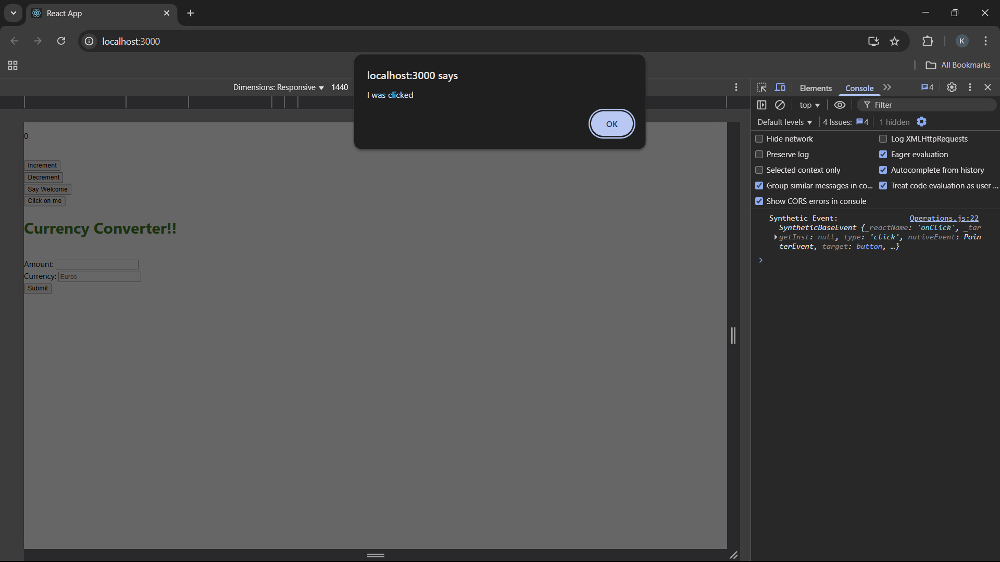 React App
localhost:3000
K
All Bookmarks
localhost:3000 says
I was clicked
OK
Dimensions: Responsive 1440
Elements Console 4
top Filter
Default levels 4 Issues: 4 1 hidden
Hide network Log XMLHttpRequests
Preserve log Eager evaluation
Selected context only Autocomplete from history
Group similar messages in co... Treat code evaluation as user ...
Show CORS errors in console
Synthetic Event: Operations.js:22
SyntheticBaseEvent {_reactName: 'onClick', _tar
getInst: null, type: 'click', nativeEvent: Poin
terEvent, target: button, …}
0
Increment
Decrement
Say Welcome
Click on me
Currency Converter!!
Amount:
Currency: Euros
Submit